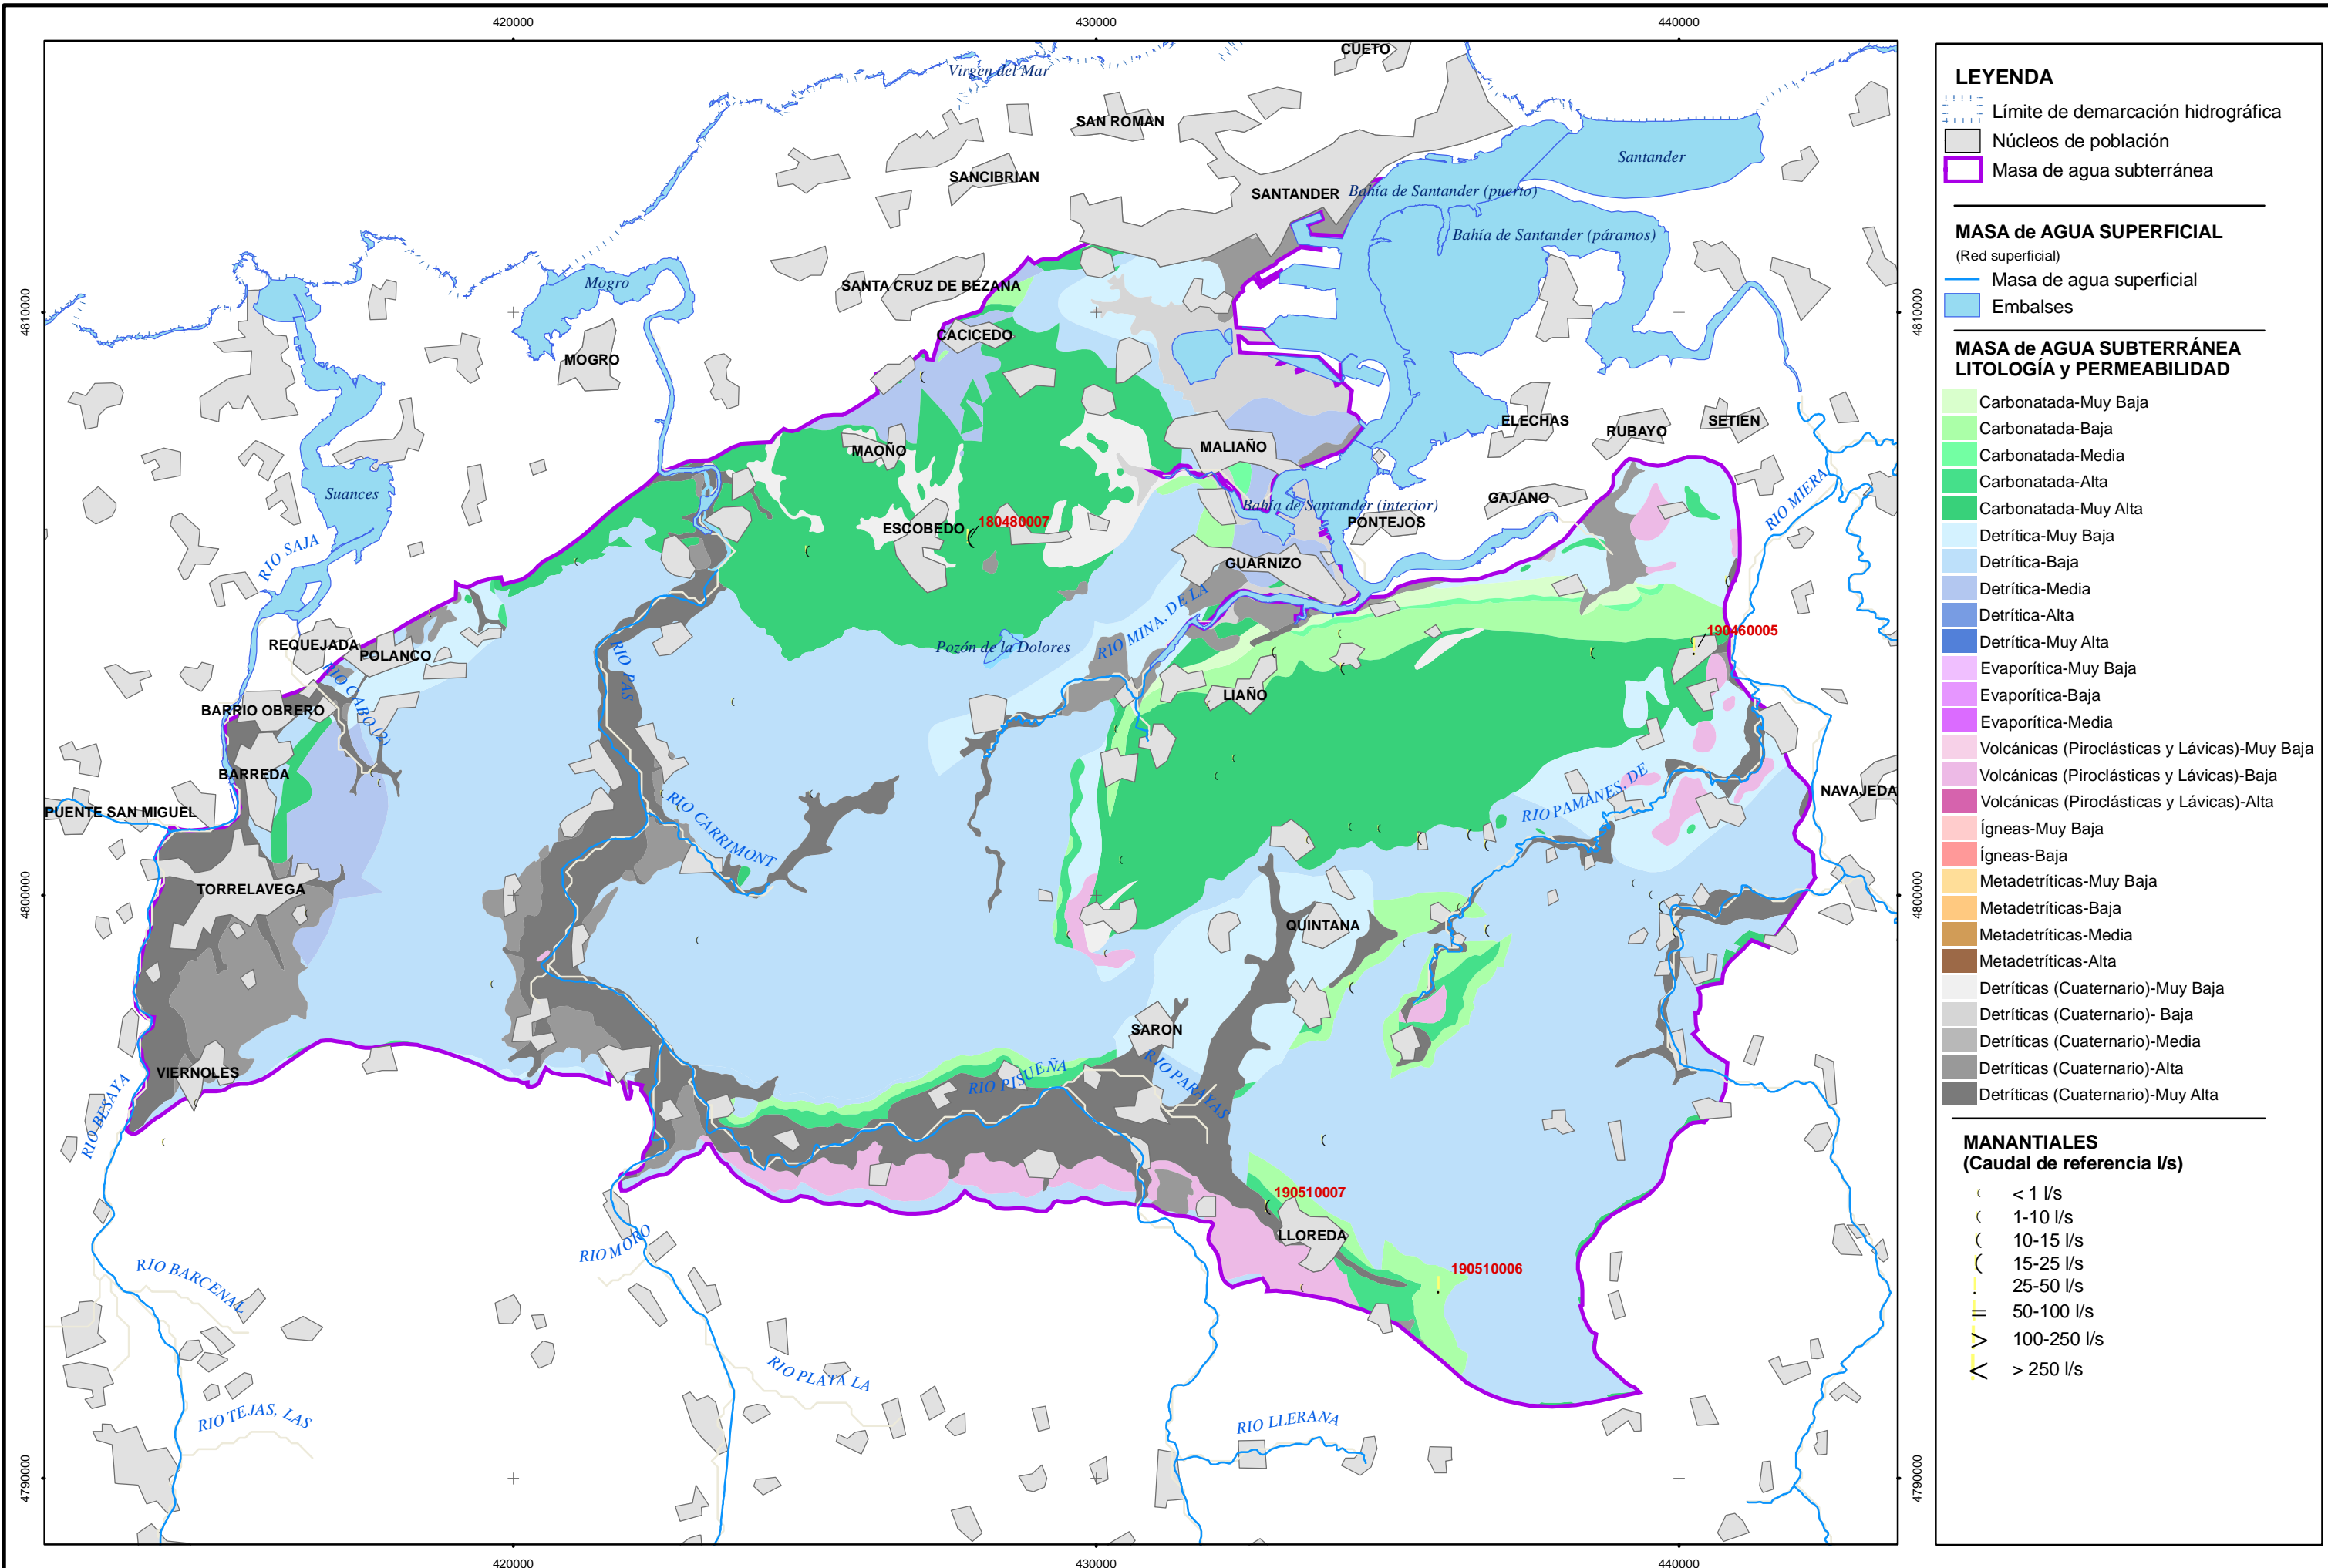 420000
430000
440000
CUETO
Virgen del Mar
SAN ROMAN
SANCIBRIAN
Santander
SANTANDER
Bahía de Santander (puerto)
Bahía de Santander (páramos)
SANTA CRUZ DE BEZANA
Mogro
4810000
4810000
CACICEDO
MOGRO
ELECHAS
RUBAYO
SETIEN
MALIAÑO
MAOÑO
RIO MIERA
Suances
GAJANO
Bahía de Santander (interior)
PONTEJOS
ESCOBEDO
180480007
RIO SAJA
GUARNIZO
RIO MINA, DE LA
190460005
REQUEJADA
POLANCO
Pozón de la Dolores
RIO PAS
RIO CABO (2)
LIAÑO
BARRIO OBRERO
BARREDA
RIO PAMANES, DE
NAVAJEDA
PUENTE SAN MIGUEL
RIO CARRIMONT
4800000
4800000
TORRELAVEGA
QUINTANA
SARON
VIERNOLES
RIO PISUEÑA
RIO PARAYAS
RIO BESAYA
190510007
LLOREDA
RIO MORO
190510006
RIO BARCENAL
RIO PLATA LA
RIO TEJAS, LAS
RIO LLERANA
4790000
4790000
420000
430000
440000
LEYENDA
Límite de demarcación hidrográfica
Núcleos de población
Masa de agua subterránea
MASA de AGUA SUPERFICIAL
(Red superficial)
Masa de agua superficial
Embalses
MASA de AGUA SUBTERRÁNEA
LITOLOGÍA y PERMEABILIDAD
Carbonatada-Muy Baja
Carbonatada-Baja
Carbonatada-Media
Carbonatada-Alta
Carbonatada-Muy Alta
Detrítica-Muy Baja
Detrítica-Baja
Detrítica-Media
Detrítica-Alta
Detrítica-Muy Alta
Evaporítica-Muy Baja
Evaporítica-Baja
Evaporítica-Media
Volcánicas (Piroclásticas y Lávicas)-Muy Baja
Volcánicas (Piroclásticas y Lávicas)-Baja
Volcánicas (Piroclásticas y Lávicas)-Alta
Ígneas-Muy Baja
Ígneas-Baja
Metadetríticas-Muy Baja
Metadetríticas-Baja
Metadetríticas-Media
Metadetríticas-Alta
Detríticas (Cuaternario)-Muy Baja
Detríticas (Cuaternario)- Baja
Detríticas (Cuaternario)-Media
Detríticas (Cuaternario)-Alta
Detríticas (Cuaternario)-Muy Alta
MANANTIALES
(Caudal de referencia l/s)
< 1 l/s
1-10 l/s
10-15 l/s
15-25 l/s
25-50 l/s
50-100 l/s
100-250 l/s
> 250 l/s